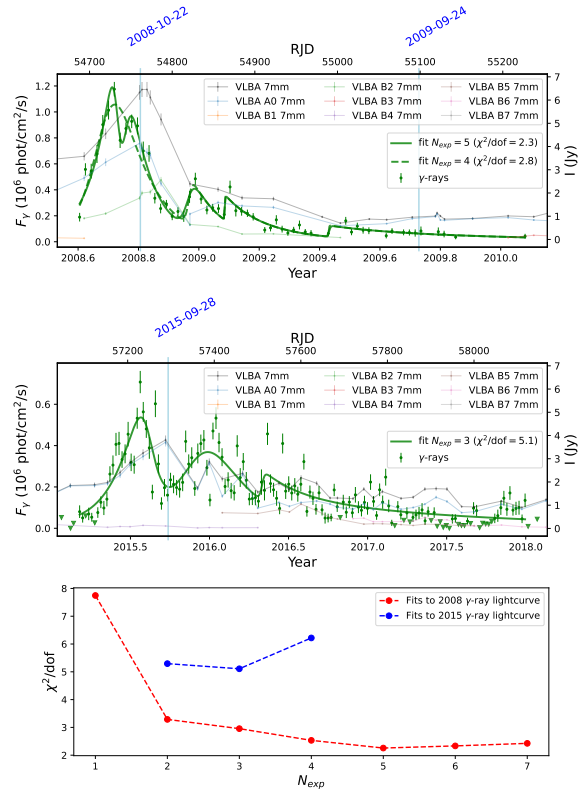 2008-10-22
2009-09-24
RJD
54700 54800 54900 55000 55100 55200
VLBA 7mm VLBA B2 7mm VLBA B5 7mm
VLBA A0 7mm VLBA B3 7mm VLBA B6 7mm
VLBA B1 7mm VLBA B4 7mm VLBA B7 7mm
fit N_exp = 5 (χ²/dof = 2.3)
fit N_exp = 4 (χ²/dof = 2.8)
γ-rays
F_γ (10⁶ phot/cm²/s)
1.2
1.0
0.8
0.6
0.4
0.2
0.0
I (Jy)
7
6
5
4
3
2
1
0
2008.6 2008.8 2009.0 2009.2 2009.4 2009.6 2009.8 2010.0
Year
2015-09-28
RJD
57200 57400 57600 57800 58000
VLBA 7mm VLBA B2 7mm VLBA B5 7mm
VLBA A0 7mm VLBA B3 7mm VLBA B6 7mm
VLBA B1 7mm VLBA B4 7mm VLBA B7 7mm
fit N_exp = 3 (χ²/dof = 5.1)
γ-rays
F_γ (10⁶ phot/cm²/s)
0.6
0.4
0.2
0.0
I (Jy)
7
6
5
4
3
2
1
0
2015.5 2016.0 2016.5 2017.0 2017.5 2018.0
Year
Fits to 2008 γ-ray lightcurve
Fits to 2015 γ-ray lightcurve
χ²/dof
8
7
6
5
4
3
2
1 2 3 4 5 6 7
N_exp